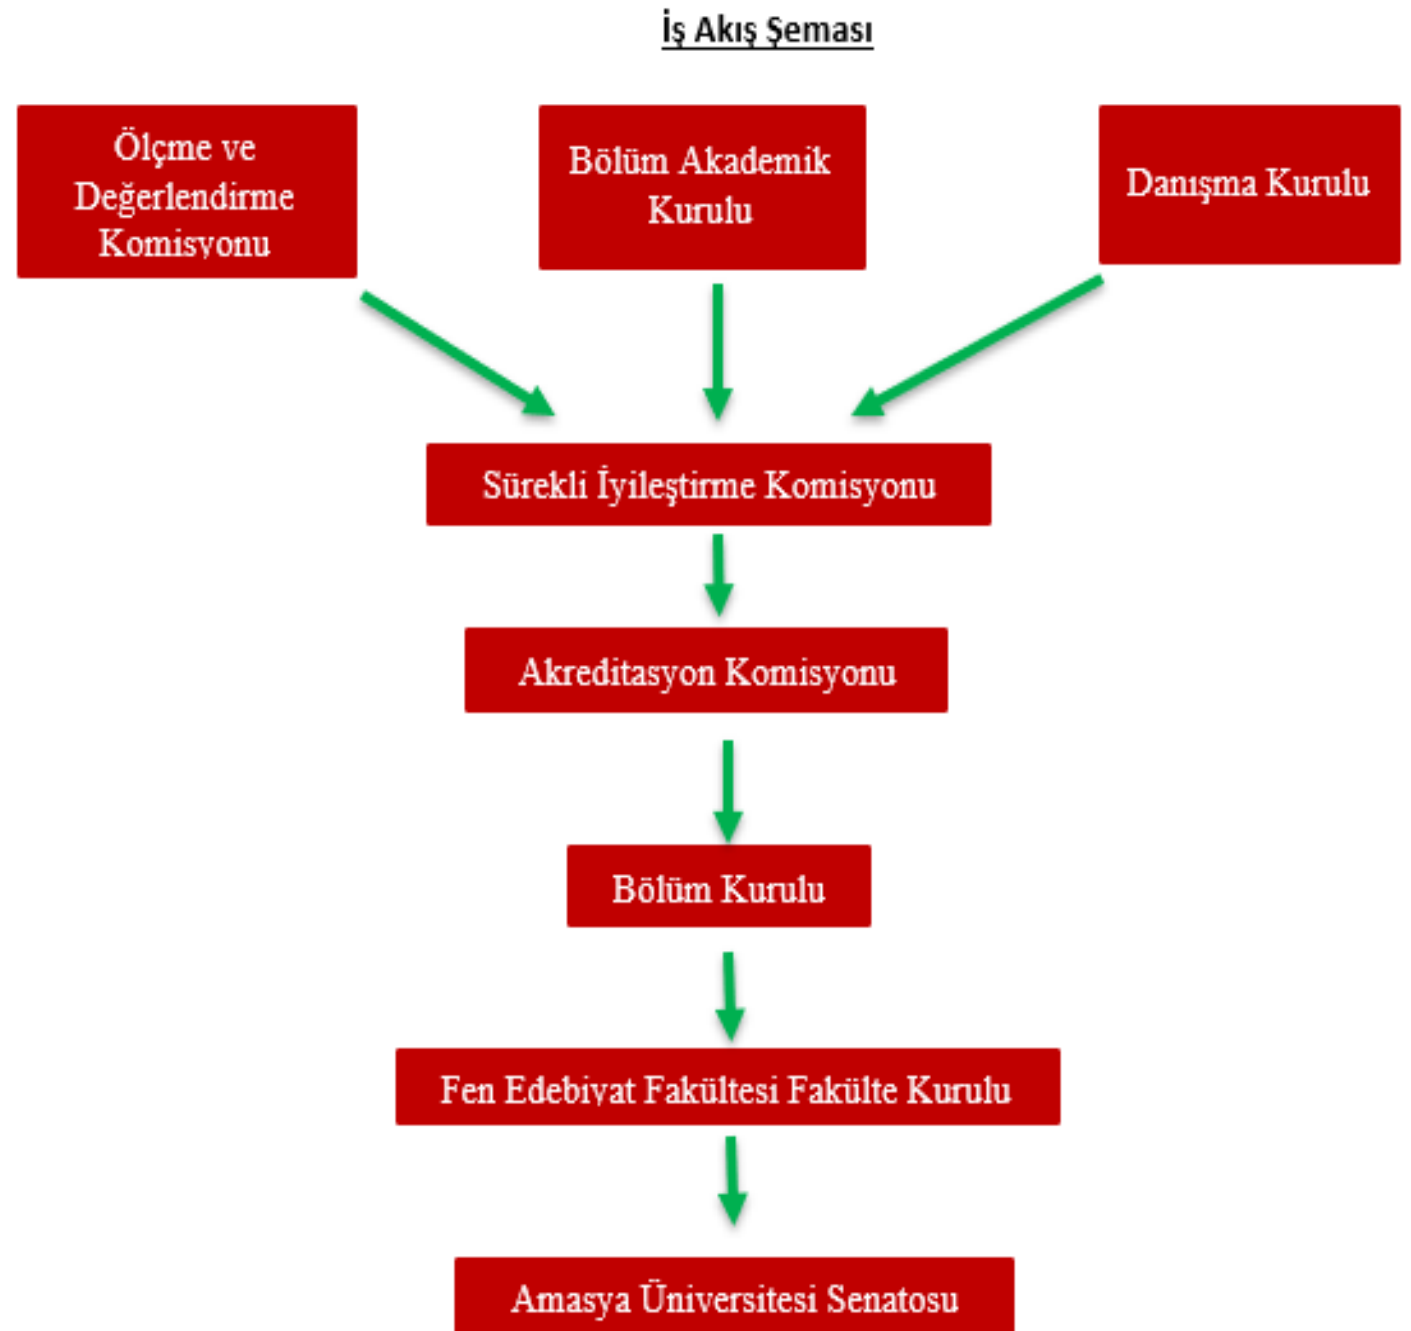 İş Akış Şeması
Ölçme ve
Değerlendirme
Komisyonu
Bölüm Akademik
Kurulu
Danışma Kurulu
Sürekli İyileştirme Komisyonu
Akreditasyon Komisyonu
Bölüm Kurulu
Fen Edebiyat Fakültesi Fakülte Kurulu
Amasya Üniversitesi Senatosu